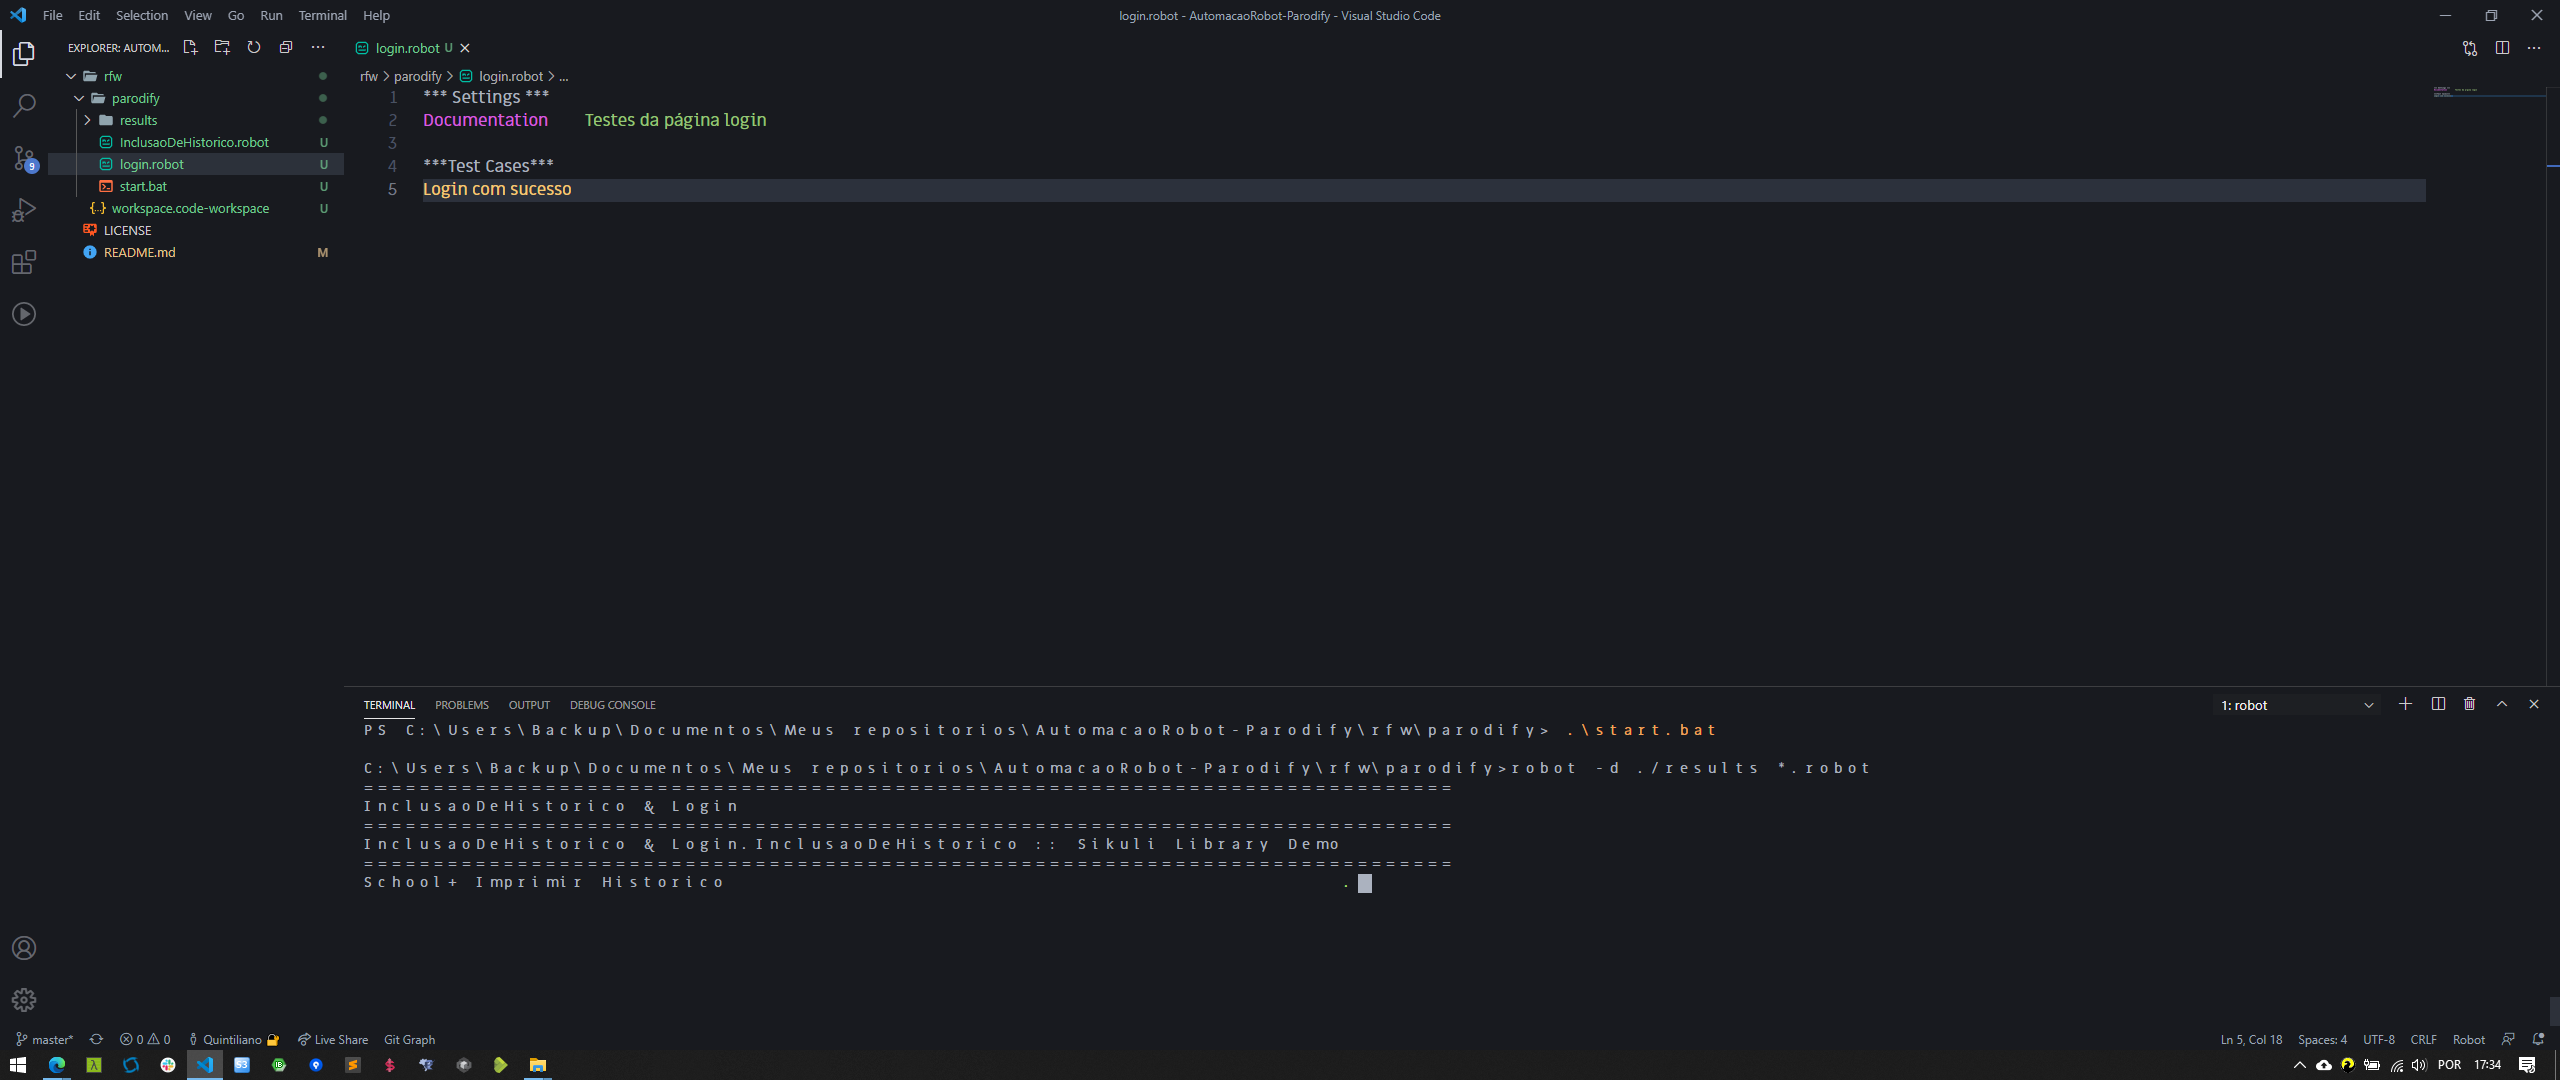 File Edit Selection View Go Run Terminal Help
login.robot - AutomacaoRobot-Parodify - Visual Studio Code
EXPLORER: AUTOM...
rfw
parodify
results
InclusaoDeHistorico.robot U
login.robot U
start.bat U
workspace.code-workspace U
LICENSE
README.md M
9
login.robot U
rfw > parodify > login.robot > ...
1 *** Settings ***
2 Documentation Testes da página login
3
4 ***Test Cases***
5 Login com sucesso
TERMINAL PROBLEMS OUTPUT DEBUG CONSOLE
1: robot
PS C:\Users\Backup\Documentos\Meus repositorios\AutomacaoRobot-Parodify\rfw\parodify> .\start.bat
C:\Users\Backup\Documentos\Meus repositorios\AutomacaoRobot-Parodify\rfw\parodify>robot -d ./results *.robot
==============================================================================
InclusaoDeHistorico & Login
==============================================================================
InclusaoDeHistorico & Login.InclusaoDeHistorico :: Sikuli Library Demo
==============================================================================
School+ Imprimir Historico .
master* 0 0 Quintiliano Live Share Git Graph
Ln 5, Col 18 Spaces: 4 UTF-8 CRLF Robot
POR 17:34